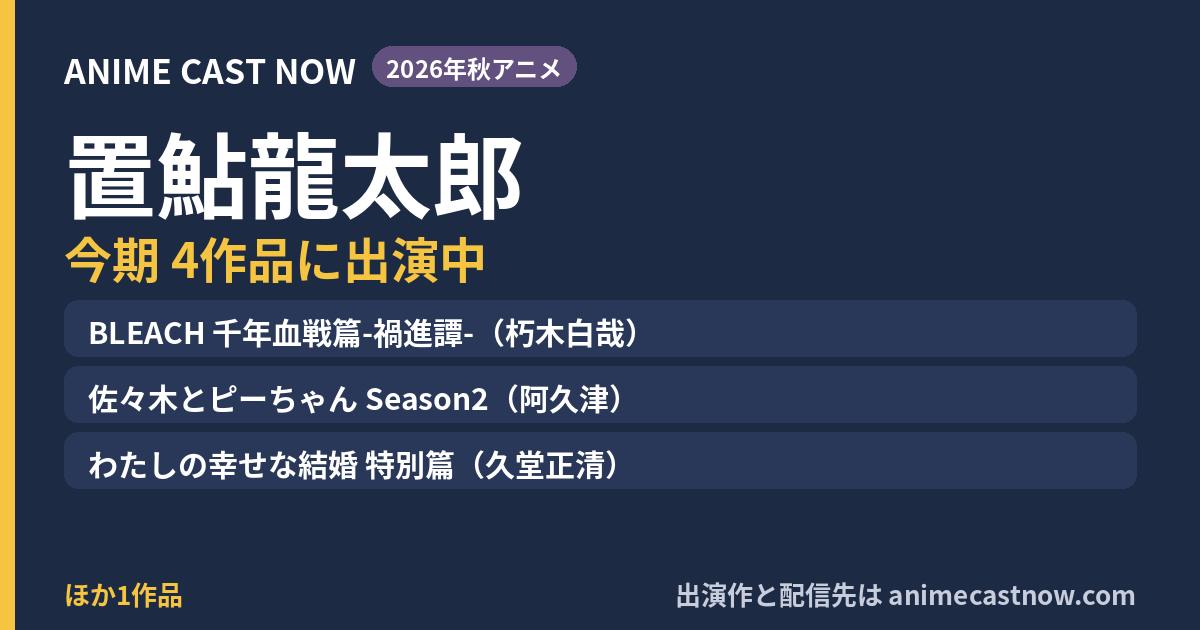 ANIME CAST NOW 2026年秋アニメ
置鮎龍太郎
今期 4作品に出演中
BLEACH 千年血戦篇-禍進譚-（朽木白哉）
佐々木とピーちゃん Season2（阿久津）
わたしの幸せな結婚 特別篇（久堂正清）
ほか1作品
出演作と配信先は animecastnow.com